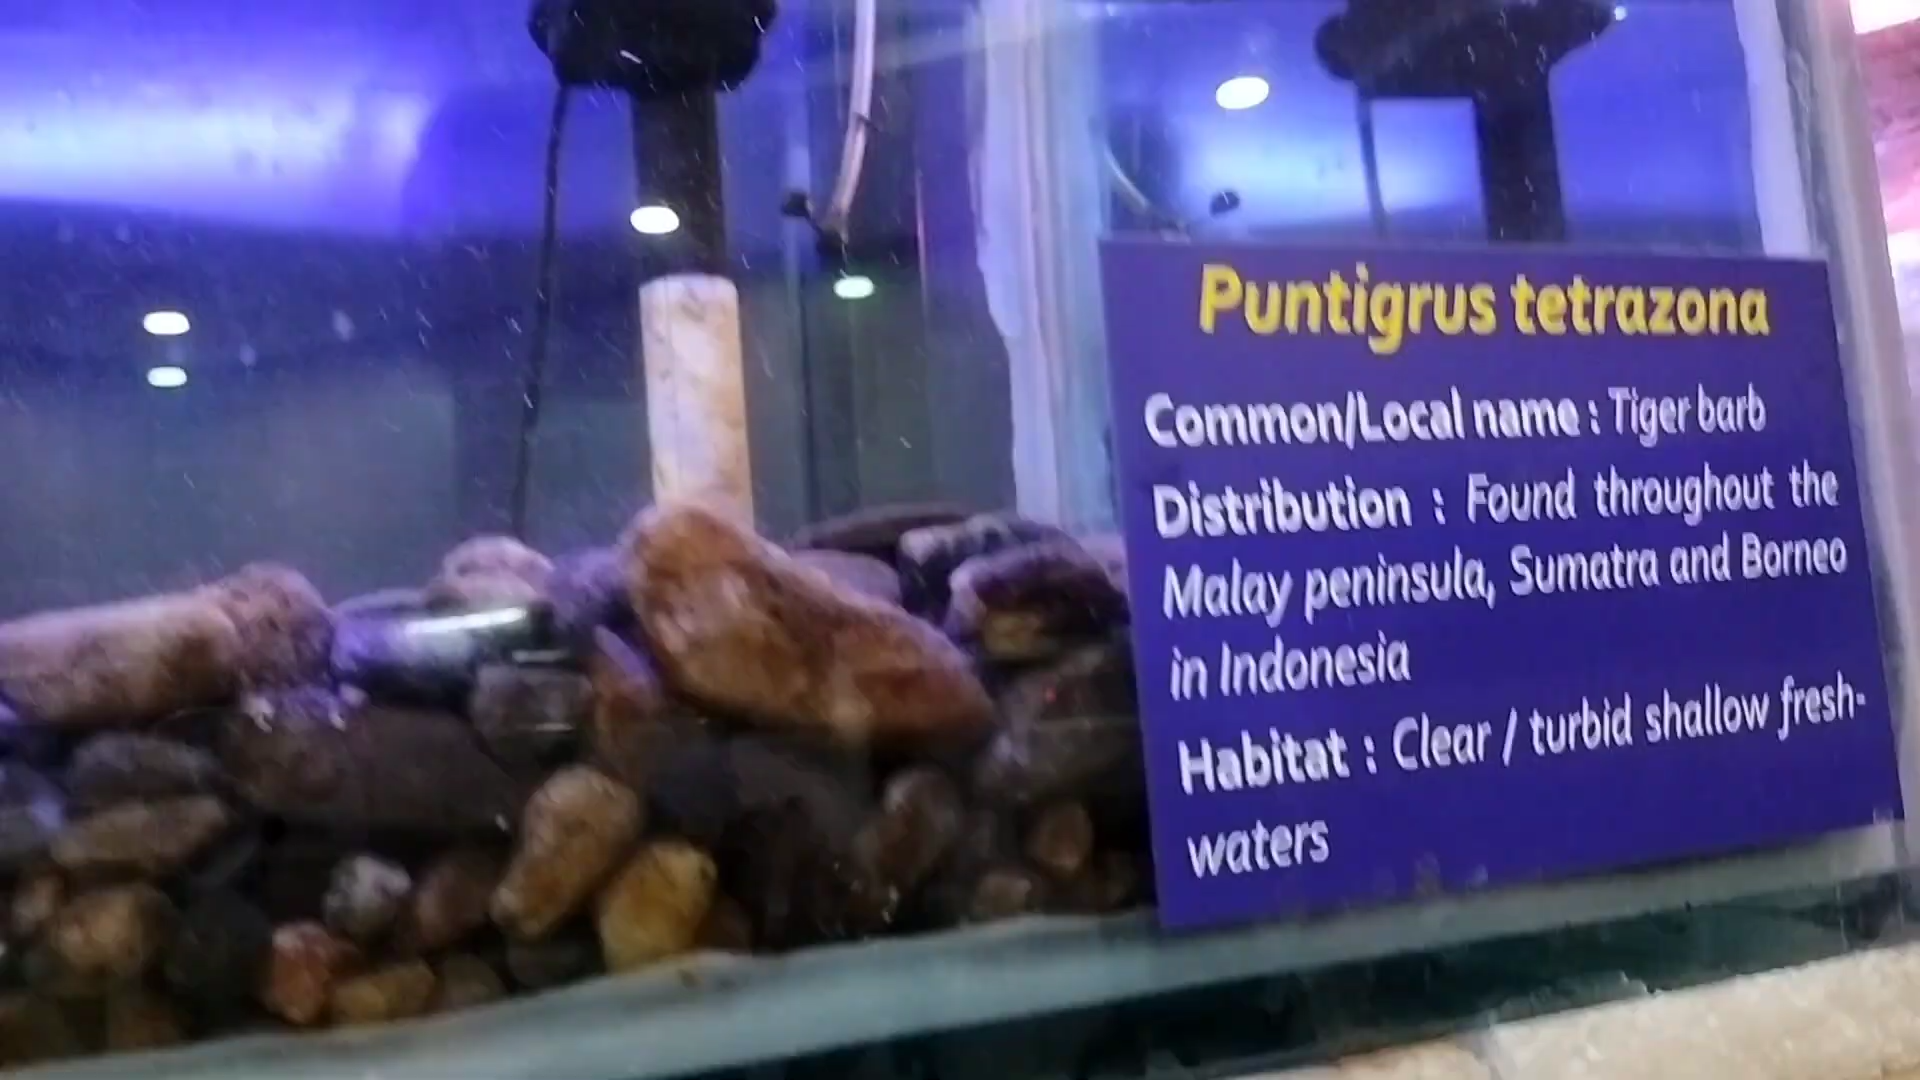 Puntigrus tetrazona
Common/Local name : Tiger barb
Distribution : Found throughout the
Malay peninsula, Sumatra and Borneo
in Indonesia
Habitat : Clear / turbid shallow fresh-
waters